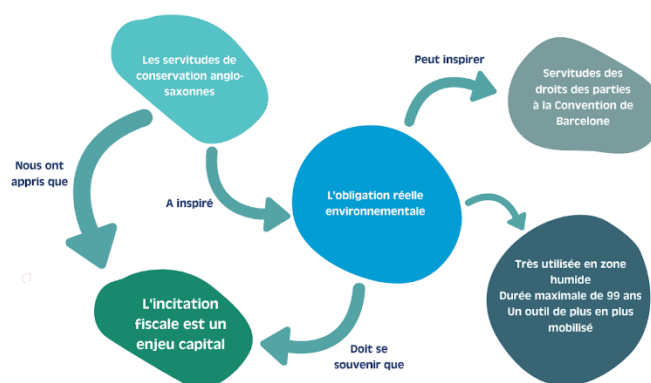 Les servitudes de
conservation anglo-
saxonnes
Peut inspirer
Servitudes des
droits des parties
à la Convention de
Barcelone
Nous ont
appris que
A inspiré
L'obligation réelle
environnementale
Très utilisée en zone
humide
Durée maximale de 99 ans
Un outil de plus en plus
mobilisé
L'incitation
fiscale est un
enjeu capital
Doit se
souvenir que